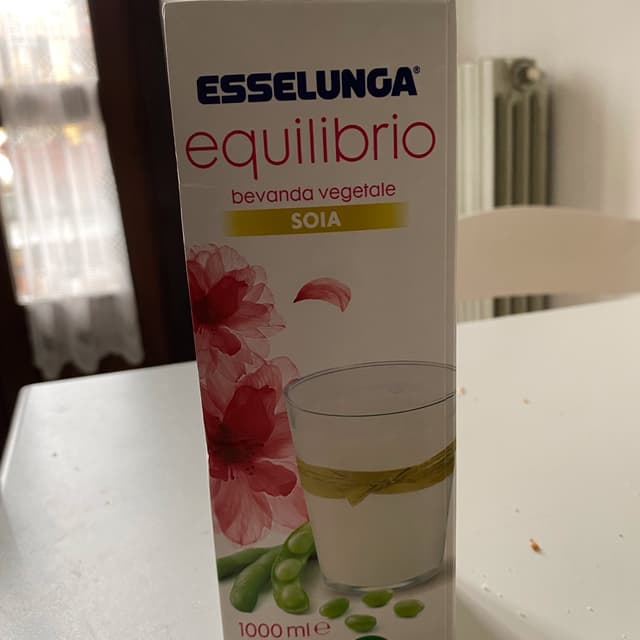 ESSELUNGA®
equilibrio
bevanda vegetale
SOIA
1000 ml ℮